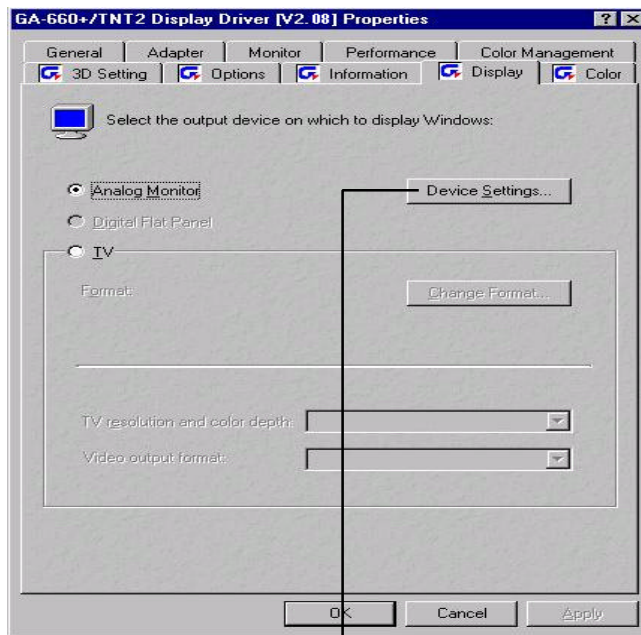 GA-660+/TNT2 Display Driver [V2.08] Properties
General Adapter Monitor Performance Color Management
3D Setting Options Information Display Color
Select the output device on which to display Windows:
Analog Monitor Device Settings...
Digital Flat Panel
TV
Format: Change Format...
TV resolution and color depth:
Video output format:
OK Cancel Apply